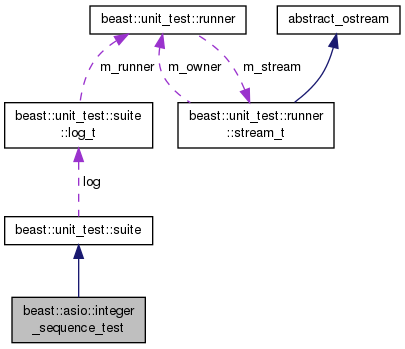 beast::unit_test::runner
abstract_ostream
m_runner
m_owner
m_stream
beast::unit_test::suite
::log_t
beast::unit_test::runner
::stream_t
log
beast::unit_test::suite
beast::asio::integer
_sequence_test